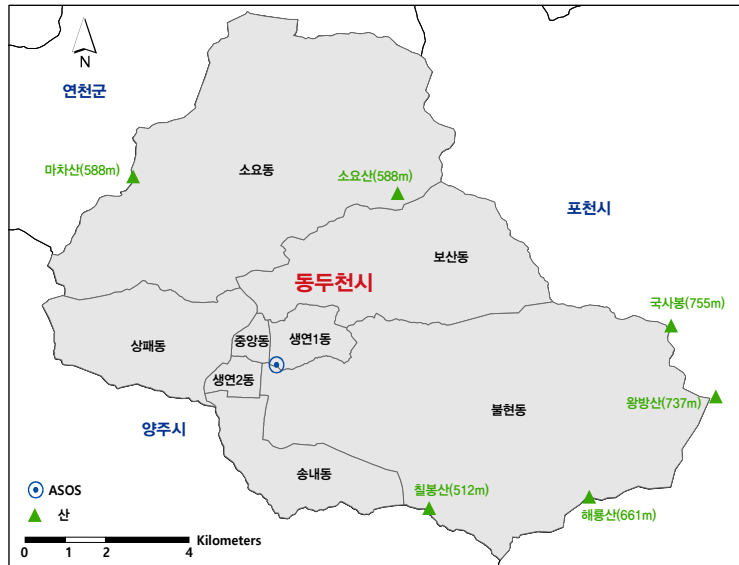 N
연천군
마차산(588m)
소요동
소요산(588m)
포천시
보산동
동두천시
국사봉(755m)
상패동
중앙동
생연1동
생연2동
불현동
왕방산(737m)
양주시
송내동
칠봉산(512m)
해룡산(661m)
ASOS
산
Kilometers
0 1 2 4